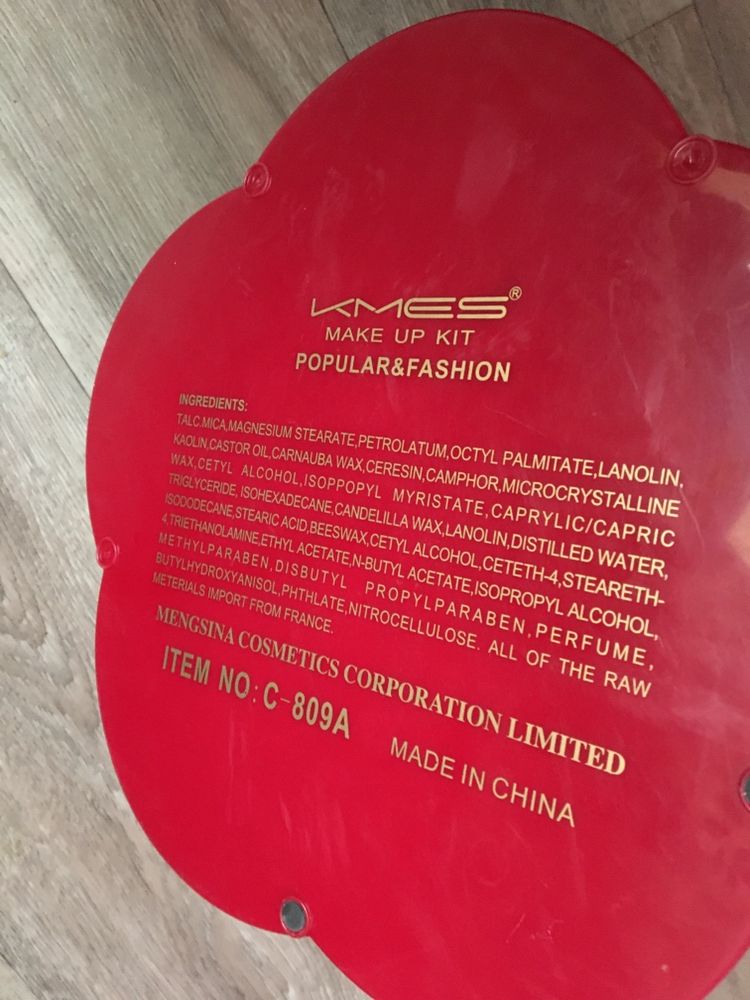 KMES®
MAKE UP KIT
POPULAR&FASHION
INGREDIENTS:
TALC.MICA,MAGNESIUM STEARATE,PETROLATUM,OCTYL PALMITATE,LANOLIN,
KAOLIN,CASTOR OIL,CARNAUBA WAX,CERESIN,CAMPHOR,MICROCRYSTALLINE
WAX,CETYL ALCOHOL,ISOPPOPYL MYRISTATE,CAPRYLIC/CAPRIC
TRIGLYCERIDE, ISOHEXADECANE,CANDELILLA WAX,LANOLIN,DISTILLED WATER,
ISODODECANE,STEARIC ACID,BEESWAX,CETYL ALCOHOL,CETETH-4,STEARETH-
4,TRIETHANOLAMINE,ETHYL ACETATE,N-BUTYL ACETATE,ISOPROPYL ALCOHOL,
METHYLPARABEN,DISBUTYL PROPYLPARABEN,PERFUME,
BUTYLHYDROXYANISOL,PHTHLATE,NITROCELLULOSE. ALL OF THE RAW
METERIALS IMPORT FROM FRANCE.
MENGSINA COSMETICS CORPORATION LIMITED
ITEM NO: C-809A
MADE IN CHINA